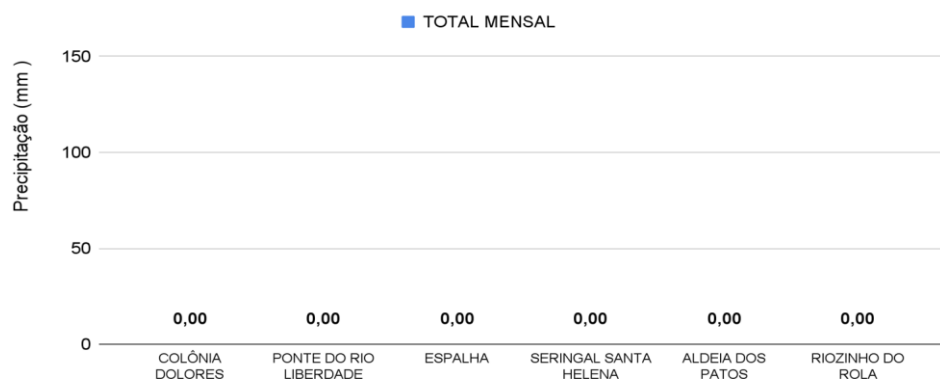 TOTAL MENSAL
Precipitação (mm )
150
100
50
0
0,00 0,00 0,00 0,00 0,00 0,00
COLÔNIA DOLORES
PONTE DO RIO LIBERDADE
ESPALHA
SERINGAL SANTA HELENA
ALDEIA DOS PATOS
RIOZINHO DO ROLA